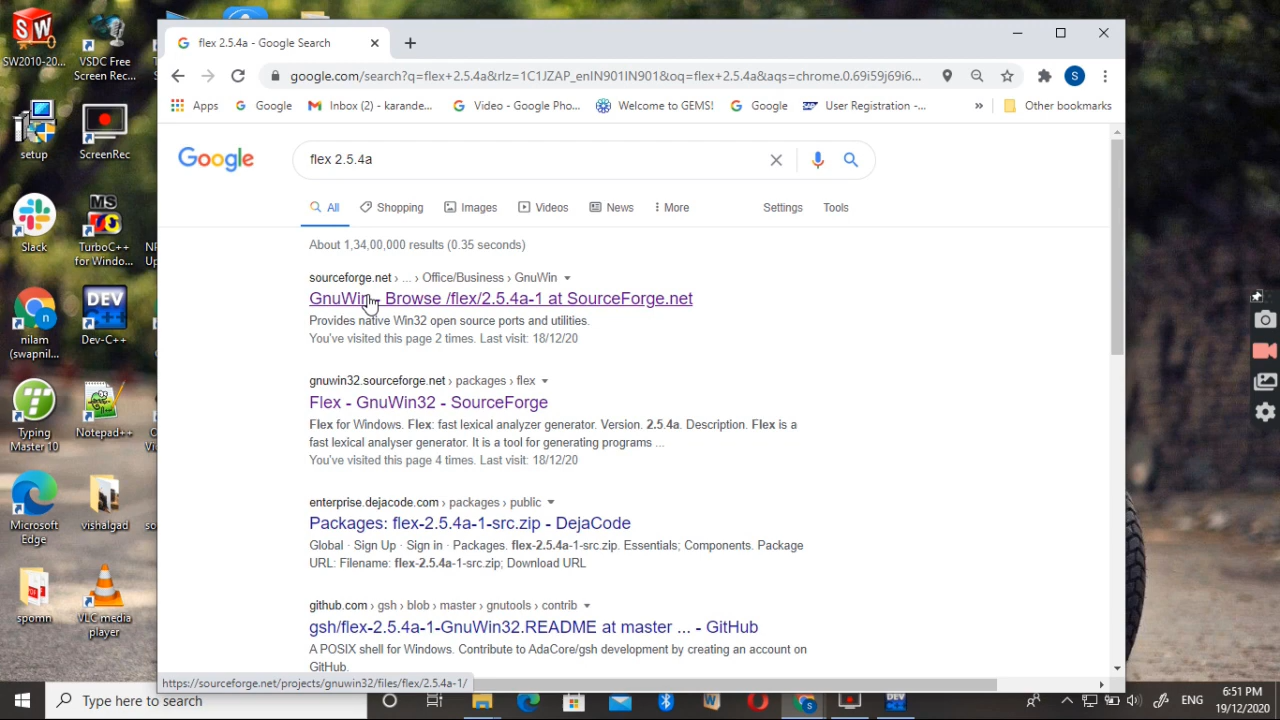 SW2010-20...
VSDC Free
Screen Rec...
setup
ScreenRec
Slack
TurboC++
for Windo...
nilam
(swapnil...
Dev-C++
Typing
Master 10
Notepad++
Microsoft
Edge
vishalgad
spomn
VLC media
player
flex 2.5.4a - Google Search
google.com/search?q=flex+2.5.4a&rlz=1C1JZAP_enIN901IN901&oq=flex+2.5.4a&aqs=chrome.0.69i59j69i6...
S
Apps
Google
Inbox (2) - karande...
Video - Google Pho...
Welcome to GEMS!
Google
User Registration -...
»
Other bookmarks
Google
flex 2.5.4a
All
Shopping
Images
Videos
News
More
Settings
Tools
About 1,34,00,000 results (0.35 seconds)
sourceforge.net › ... › Office/Business › GnuWin
GnuWin - Browse /flex/2.5.4a-1 at SourceForge.net
Provides native Win32 open source ports and utilities.
You've visited this page 2 times. Last visit: 18/12/20
gnuwin32.sourceforge.net › packages › flex
Flex - GnuWin32 - SourceForge
Flex for Windows. Flex: fast lexical analyzer generator. Version. 2.5.4a. Description. Flex is a
fast lexical analyser generator. It is a tool for generating programs ...
You've visited this page 4 times. Last visit: 18/12/20
enterprise.dejacode.com › packages › public
Packages: flex-2.5.4a-1-src.zip - DejaCode
Global · Sign Up · Sign in · Packages. flex-2.5.4a-1-src.zip. Essentials; Components. Package
URL: Filename: flex-2.5.4a-1-src.zip; Download URL
github.com › gsh › blob › master › gnutools › contrib
gsh/flex-2.5.4a-1-GnuWin32.README at master ... - GitHub
A POSIX shell for Windows. Contribute to AdaCore/gsh development by creating an account on
GitHub.
https://sourceforge.net/projects/gnuwin32/files/flex/2.5.4a-1/
Type here to search
ENG
6:51 PM
19/12/2020